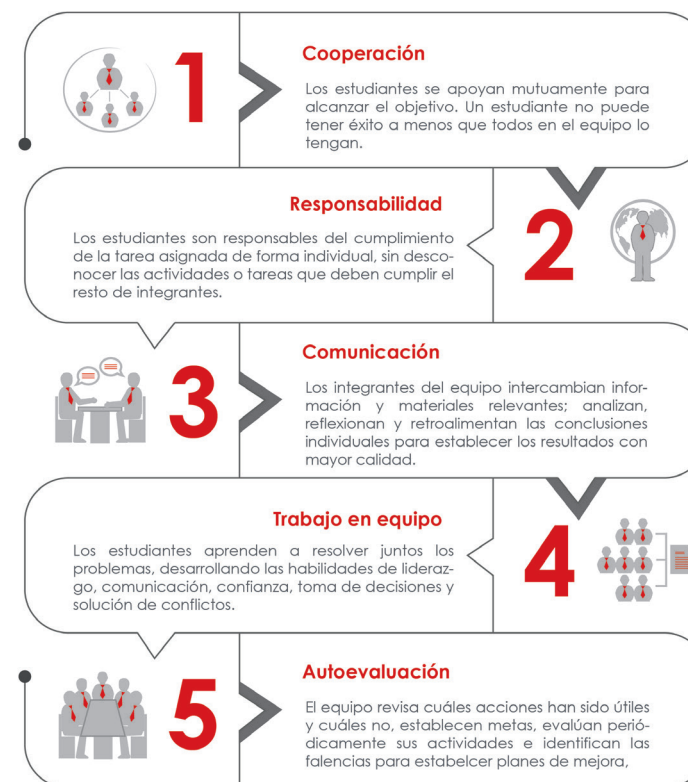 1
Cooperación
Los estudiantes se apoyan mutuamente para
alcanzar el objetivo. Un estudiante no puede
tener éxito a menos que todos en el equipo lo
tengan.
Responsabilidad
2
Los estudiantes son responsables del cumplimiento
de la tarea asignada de forma individual, sin desco-
nocer las actividades o tareas que deben cumplir el
resto de integrantes.
3
Comunicación
Los integrantes del equipo intercambian infor-
mación y materiales relevantes; analizan,
reflexionan y retroalimentan las conclusiones
individuales para establecer los resultados con
mayor calidad.
Trabajo en equipo
4
Los estudiantes aprenden a resolver juntos los
problemas, desarrollando las habilidades de lideraz-
go, comunicación, confianza, toma de decisiones y
solución de conflictos.
5
Autoevaluación
El equipo revisa cuáles acciones han sido útiles
y cuáles no, establecen metas, evalúan perió-
dicamente sus actividades e identifican las
falencias para estabelcer planes de mejora,